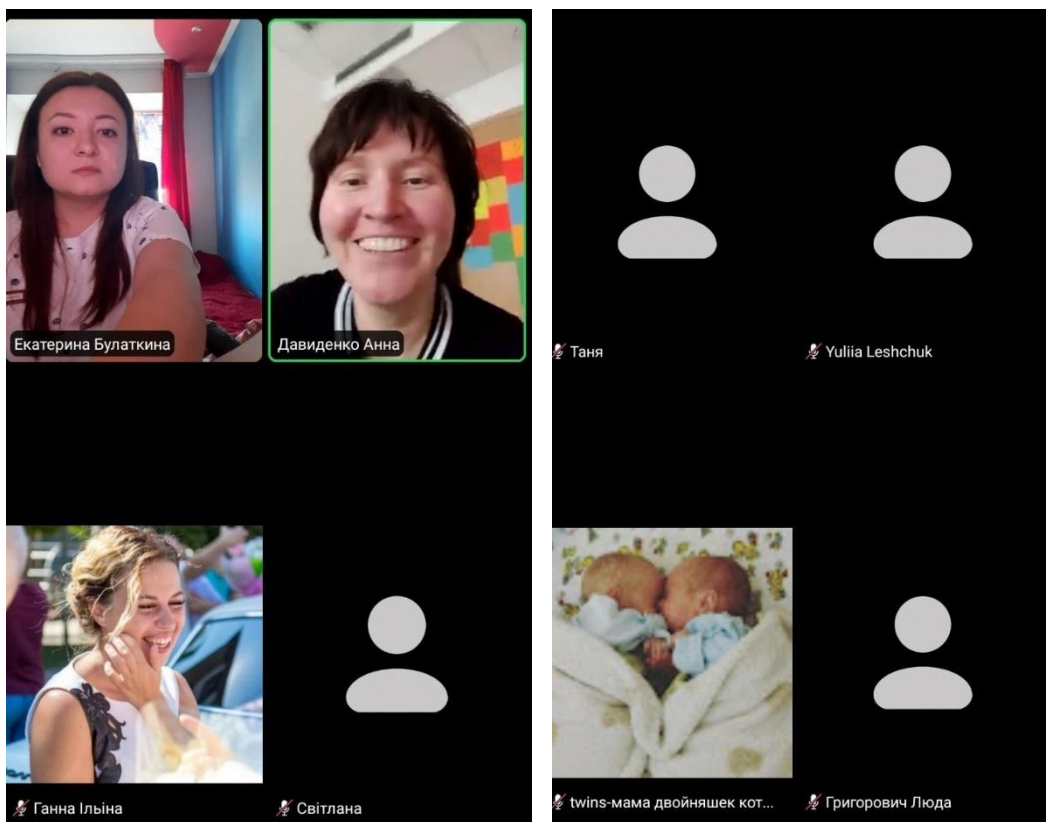 Екатерина Булаткина
Давиденко Анна
Ганна Ільіна
Світлана
Таня
Yuliia Leshchuk
twins-мама двойняшек кот...
Григорович Люда